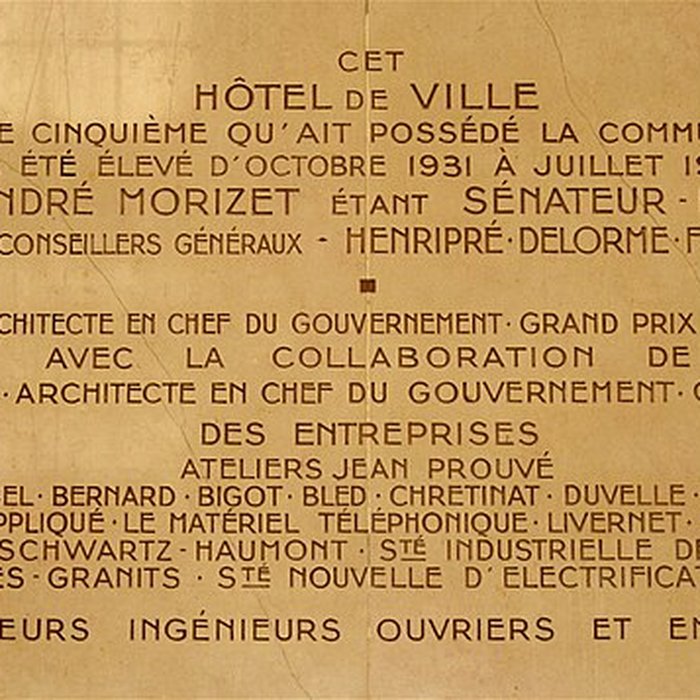 CET
HÔTEL DE VILLE
E CINQUIÈME QU'AIT POSSÉDÉ LA COMMU
ÉTÉ ÉLEVÉ D'OCTOBRE 1931 À JUILLET 19
NDRÉ MORIZET ÉTANT SÉNATEUR -
CONSEILLERS GÉNÉRAUX - HENRIPRÉ · DELORME · F
CHITECTE EN CHEF DU GOUVERNEMENT · GRAND PRIX
AVEC LA COLLABORATION DE
· ARCHITECTE EN CHEF DU GOUVERNEMENT ·
DES ENTREPRISES
ATELIERS JEAN PROUVÉ
EL · BERNARD · BIGOT · BLED · CHRETINAT · DUVELLE ·
PPLIQUÉ · LE MATÉRIEL TÉLÉPHONIQUE · LIVERNET ·
SCHWARTZ - HAUMONT · STÉ INDUSTRIELLE DE
ES - GRANITS · STÉ NOUVELLE D'ELECTRIFICAT
EURS INGÉNIEURS OUVRIERS ET EN